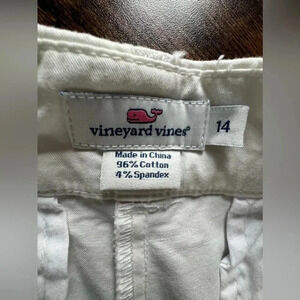 vineyard vines®
14
Made in China
96% Cotton
4% Spandex